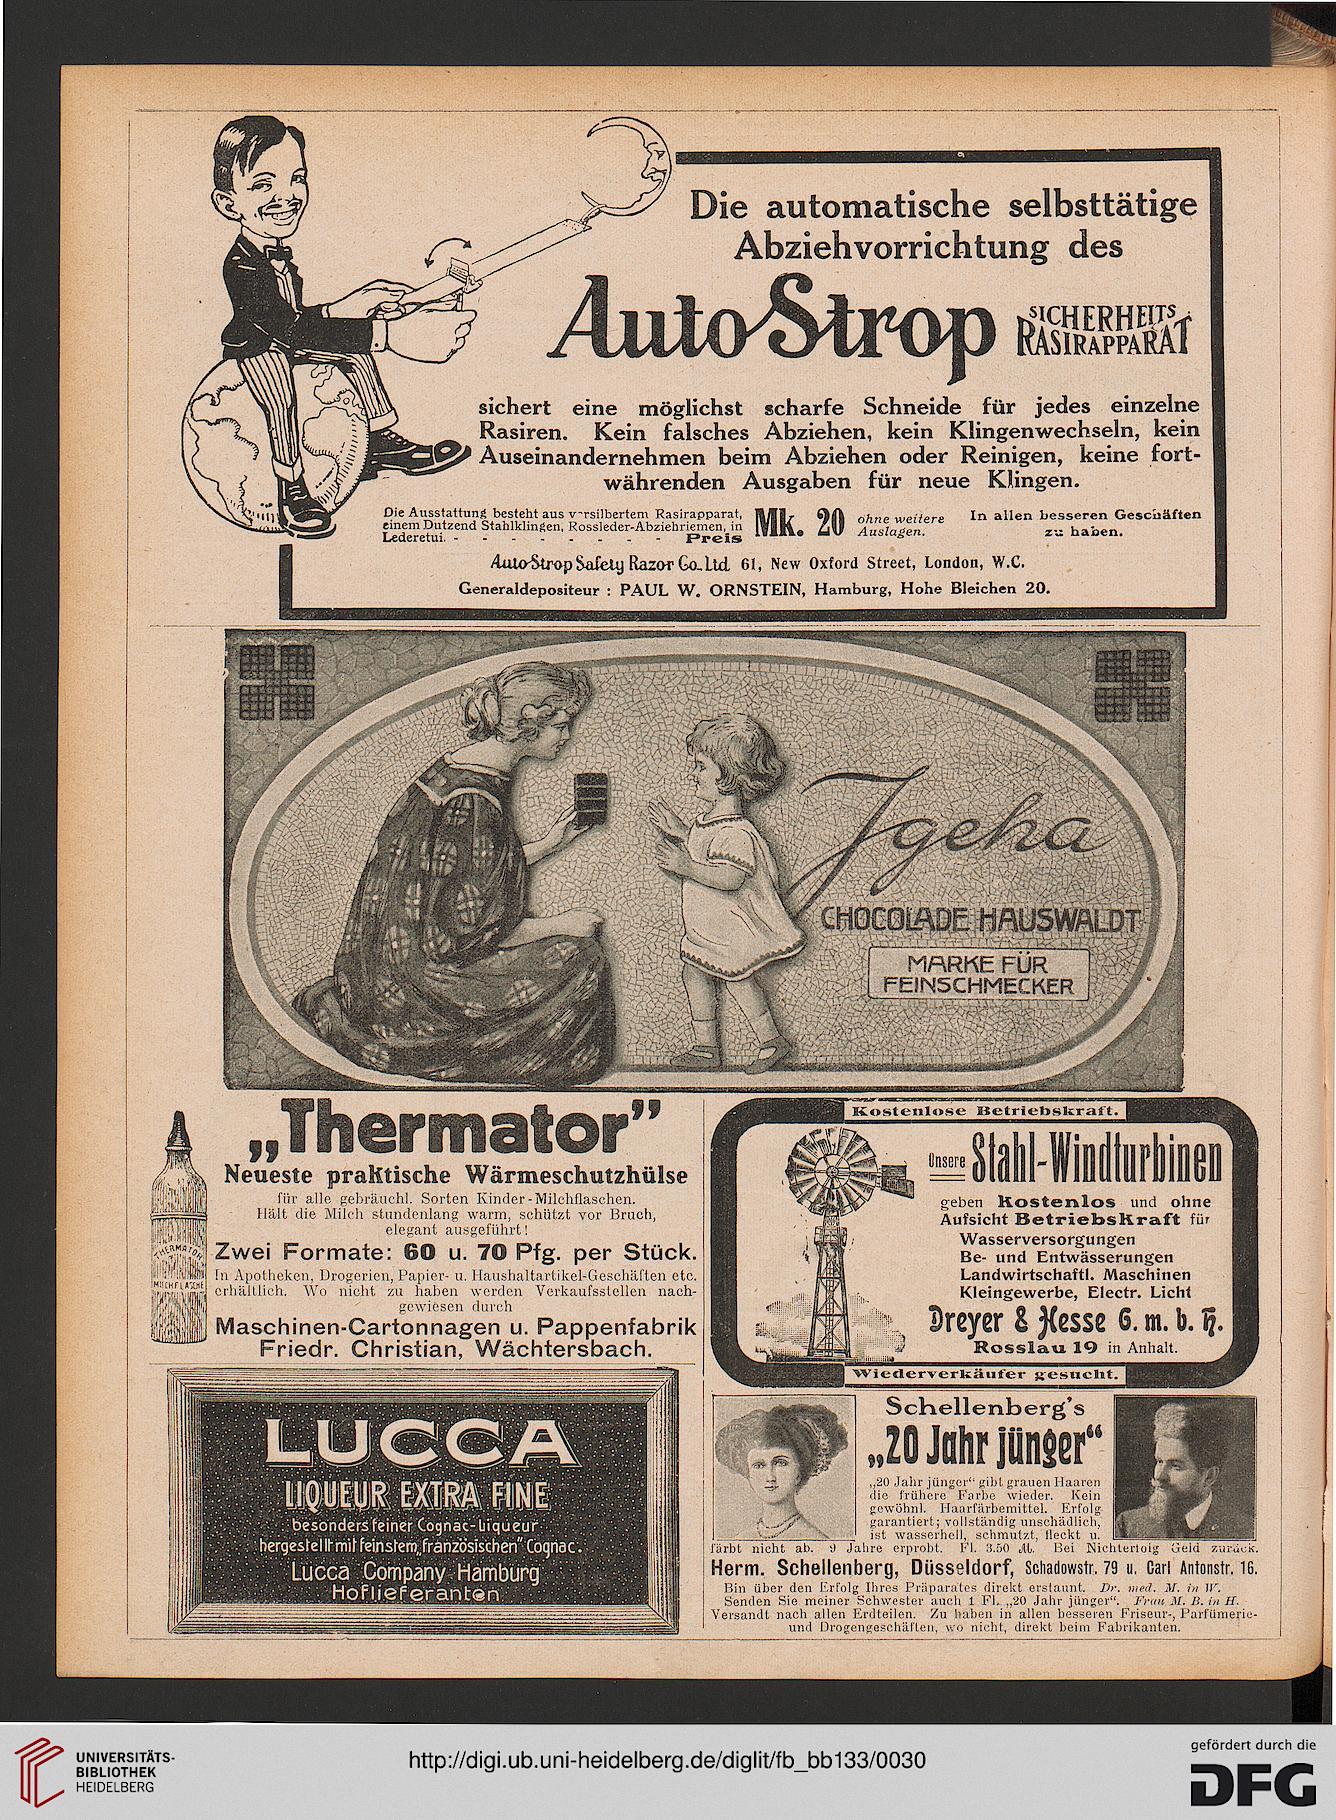 Die automatische selbsttätige
Abziehvorrichtung des
AutoStrop SICHERHEITS RASIRAPPARAT
sichert eine möglichst scharfe Schneide für jedes einzelne
Rasiren. Kein falsches Abziehen, kein Klingenwechseln, kein
Auseinandernehmen beim Abziehen oder Reinigen, keine fort-
währenden Ausgaben für neue Klingen.
Die Ausstattung besteht aus versilbertem Rasirapparat,
einem Dutzend Stahlklingen, Rossleder-Abziehriemen, in
Lederetui. - - - - - - - - Preis
Mk. 20
ohne weitere
Auslagen.
In allen besseren Geschäften
zu haben.
AutoStrop Safety Razor Co. Ltd. 61, New Oxford Street, London, W.C.
Generaldepositeur : PAUL W. ORNSTEIN, Hamburg, Hohe Bleichen 20.
Jgeha
CHOCOLADE HAUSWALDT
MARKE FÜR
FEINSCHMECKER
„Thermator”
Neueste praktische Wärmeschutzhülse
für alle gebräuchl. Sorten Kinder-Milchflaschen.
Hält die Milch stundenlang warm, schützt vor Bruch,
elegant ausgeführt!
Zwei Formate: 60 u. 70 Pfg. per Stück.
In Apotheken, Drogerien, Papier- u. Haushaltartikel-Geschäften etc.
erhältlich. Wo nicht zu haben werden Verkaufsstellen nach-
gewiesen durch
Maschinen-Cartonnagen u. Pappenfabrik
Friedr. Christian, Wächtersbach.
THERMATOR
MILCHFLASCHE
LUCCA
LIQUEUR EXTRA FINE
besonders feiner Cognac-Liqueur
hergestellt mit feinstem „französischen" Cognac.
Lucca Company Hamburg
Hoflieferanten
Kostenlose Betriebskraft.
Unsere Stahl-Windturbinen
geben kostenlos und ohne
Aufsicht Betriebskraft für
Wasserversorgungen
Be- und Entwässerungen
Landwirtschaftl. Maschinen
Kleingewerbe, Electr. Licht
Dreyer & Hesse G. m. b. H.
Rosslau 19 in Anhalt.
Wiederverkäufer gesucht.
Schellenberg's
„20 Jahr jünger“
„20 Jahr jünger“ gibt grauen Haaren
die frühere Farbe wieder. Kein
gewöhnl. Haarfärbemittel. Erfolg
garantiert; vollständig unschädlich,
ist wasserhell, schmutzt, fleckt u.
färbt nicht ab. 9 Jahre erprobt. Fl. 3.50 M. Bei Nichterfolg Geld zurück.
Herm. Schellenberg, Düsseldorf, Schadowstr. 79 u. Carl Antonstr. 16.
Bin über den Erfolg Ihres Präparates direkt erstaunt. Dr. med. M. in W.
Senden Sie meiner Schwester auch 1 Fl. „20 Jahr jünger“. Frau M. B. in H.
Versandt nach allen Erdteilen. Zu haben in allen besseren Friseur-, Parfümerie-
und Drogengeschäften, wo nicht, direkt beim Fabrikanten.
UNIVERSITÄTS-
BIBLIOTHEK
HEIDELBERG
http://digi.ub.uni-heidelberg.de/diglit/fb_bb133/0030
gefördert durch die
DFG